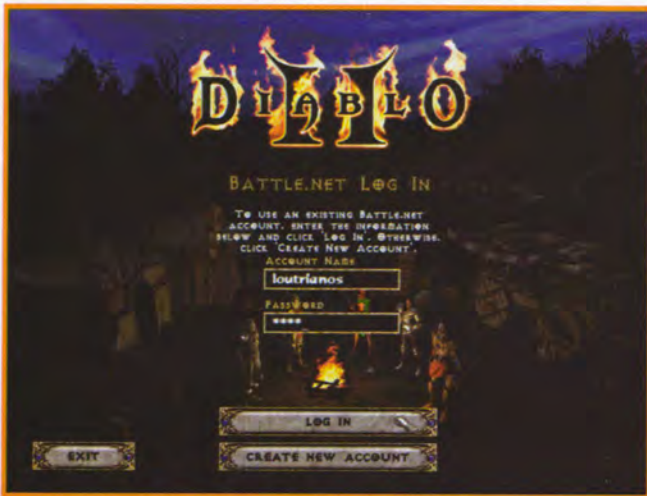 DIABLO
II
BATTLE.NET LOG IN
TO USE AN EXISTING BATTLE.NET
ACCOUNT, ENTER THE INFORMATION
BELOW AND CLICK 'LOG IN'. OTHERWISE,
CLICK 'CREATE NEW ACCOUNT'.
ACCOUNT NAME
loutrianos
PASSWORD
****
LOG IN
EXIT
CREATE NEW ACCOUNT